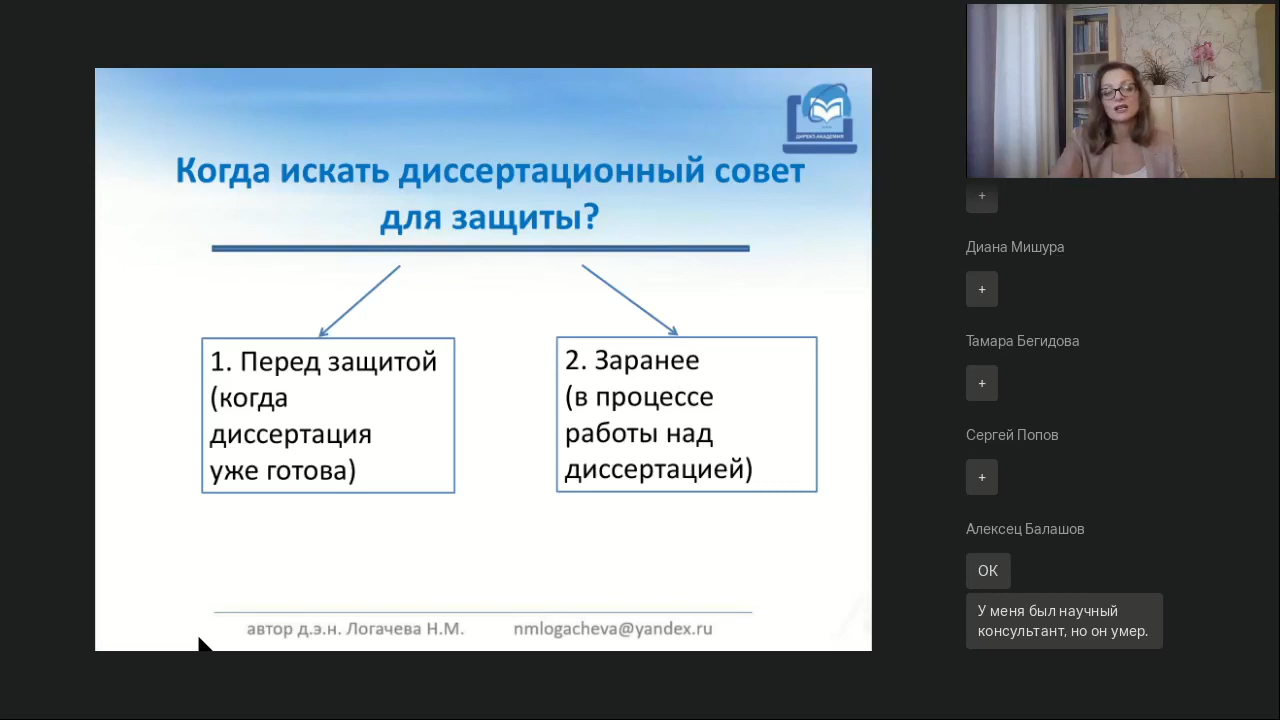 ДИРЕКТ-АКАДЕМИЯ
Когда искать диссертационный совет
для защиты?
1. Перед защитой
(когда
диссертация
уже готова)
2. Заранее
(в процессе
работы над
диссертацией)
автор д.э.н. Логачева Н.М. nmlogacheva@yandex.ru
+
Диана Мишура
+
Тамара Бегидова
+
Сергей Попов
+
Алексец Балашов
ОК
У меня был научный
консультант, но он умер.